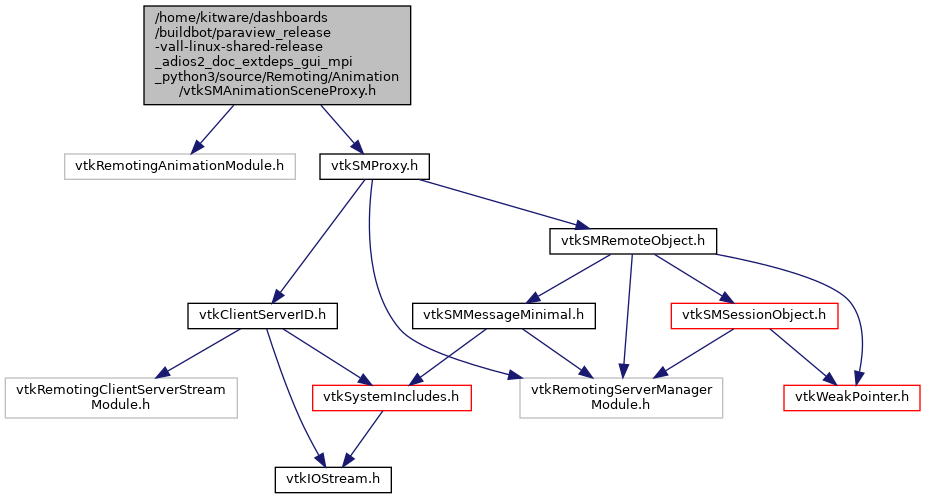 /home/kitware/dashboards
/buildbot/paraview_release
-vall-linux-shared-release
_adios2_doc_extdeps_gui_mpi
_python3/source/Remoting/Animation
/vtkSMAnimationSceneProxy.h
vtkRemotingAnimationModule.h
vtkSMProxy.h
vtkSMRemoteObject.h
vtkClientServerID.h
vtkSMMessageMinimal.h
vtkSMSessionObject.h
vtkRemotingClientServerStream
Module.h
vtkSystemIncludes.h
vtkRemotingServerManager
Module.h
vtkWeakPointer.h
vtkIOStream.h